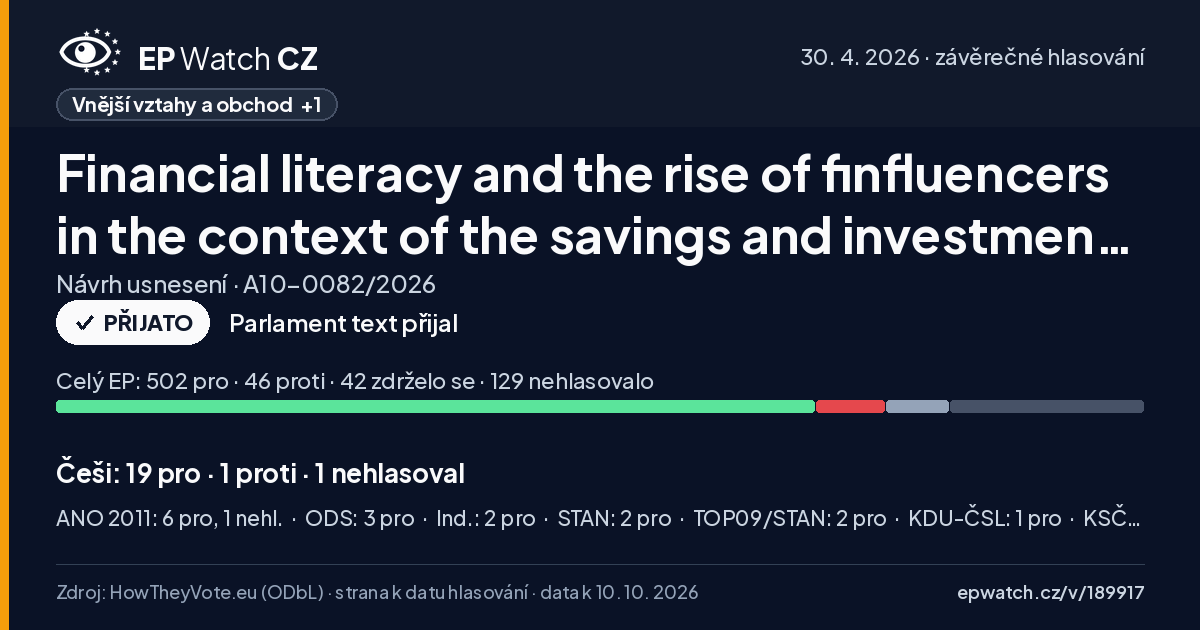 EP Watch CZ
30. 4. 2026 · závěrečné hlasování
Vnější vztahy a obchod +1
Financial literacy and the rise of finfluencers
in the context of the savings and investmen…
Návrh usnesení · A10-0082/2026
✓ PŘIJATO Parlament text přijal
Celý EP: 502 pro · 46 proti · 42 zdrželo se · 129 nehlasovalo
Češi: 19 pro · 1 proti · 1 nehlasoval
ANO 2011: 6 pro, 1 nehl. · ODS: 3 pro · Ind.: 2 pro · STAN: 2 pro · TOP09/STAN: 2 pro · KDU-ČSL: 1 pro · KSČ…
Zdroj: HowTheyVote.eu (ODbL) · strana k datu hlasování · data k 10. 10. 2026
epwatch.cz/v/189917